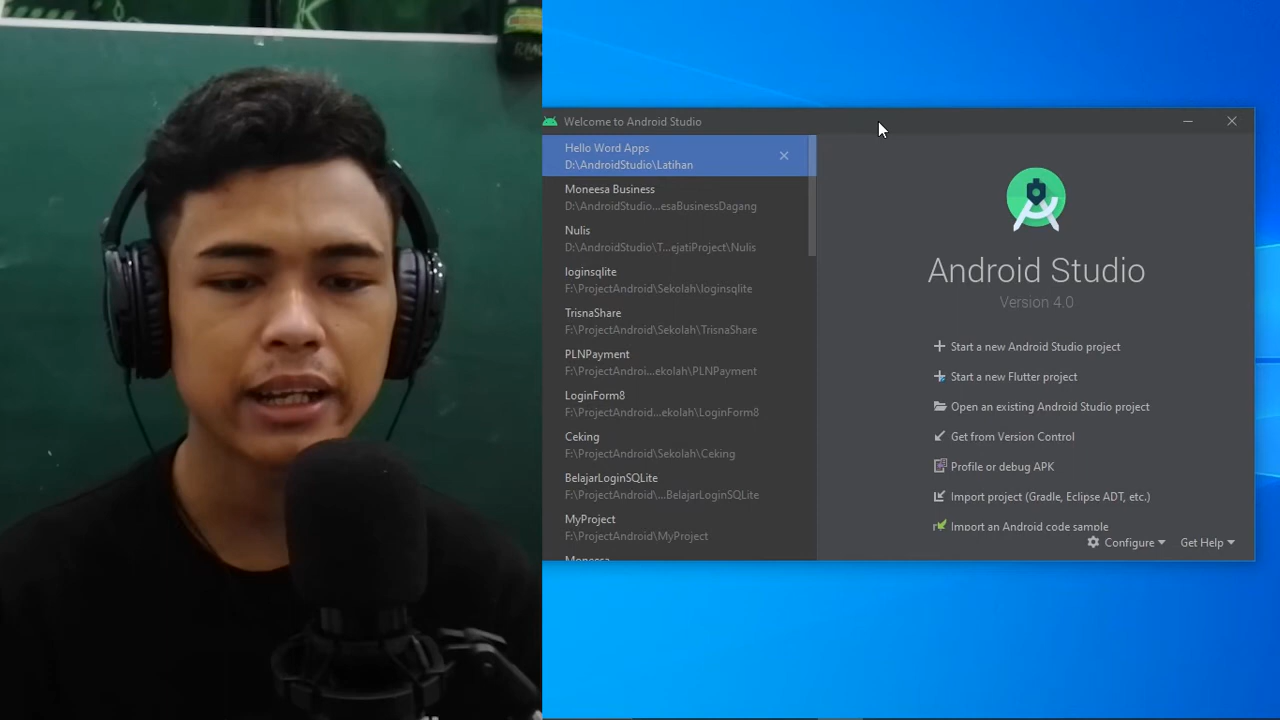 Welcome to Android Studio
Hello Word Apps
D:\AndroidStudio\Latihan
Moneesa Business
D:\AndroidStudio...esaBusinessDagang
Nulis
D:\AndroidStudio\T...ejatiProject\Nulis
loginsqlite
F:\ProjectAndroid\Sekolah\loginsqlite
TrisnaShare
F:\ProjectAndroid\Sekolah\TrisnaShare
PLNPayment
F:\ProjectAndroi...ekolah\PLNPayment
LoginForm8
F:\ProjectAndroid...ekolah\LoginForm8
Ceking
F:\ProjectAndroid\Sekolah\Ceking
BelajarLoginSQLite
F:\ProjectAndroid\...BelajarLoginSQLite
MyProject
F:\ProjectAndroid\MyProject
Moneesa
Android Studio
Version 4.0
Start a new Android Studio project
Start a new Flutter project
Open an existing Android Studio project
Get from Version Control
Profile or debug APK
Import project (Gradle, Eclipse ADT, etc.)
Import an Android code sample
Configure
Get Help